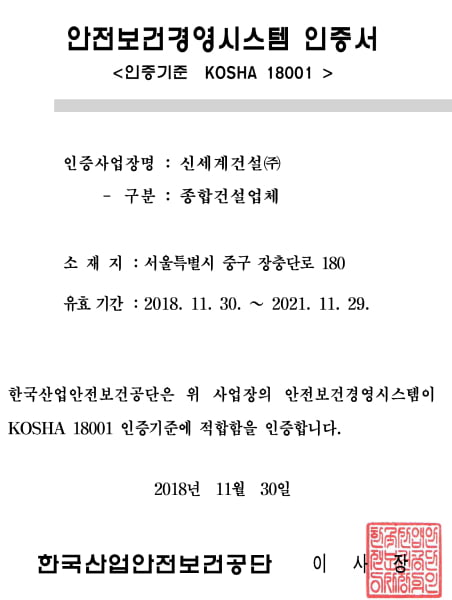 안전보건경영시스템 인증서
<인증기준 KOSHA 18001 >
인증사업장명 : 신세계건설㈜
- 구분 : 종합건설업체
소 재 지 : 서울특별시 중구 장충단로 180
유효 기간 : 2018. 11. 30. ~ 2021. 11. 29.
한국산업안전보건공단은 위 사업장의 안전보건경영시스템이
KOSHA 18001 인증기준에 적합함을 인증합니다.
2018년 11월 30일
한국산업안전보건공단 이 사 장